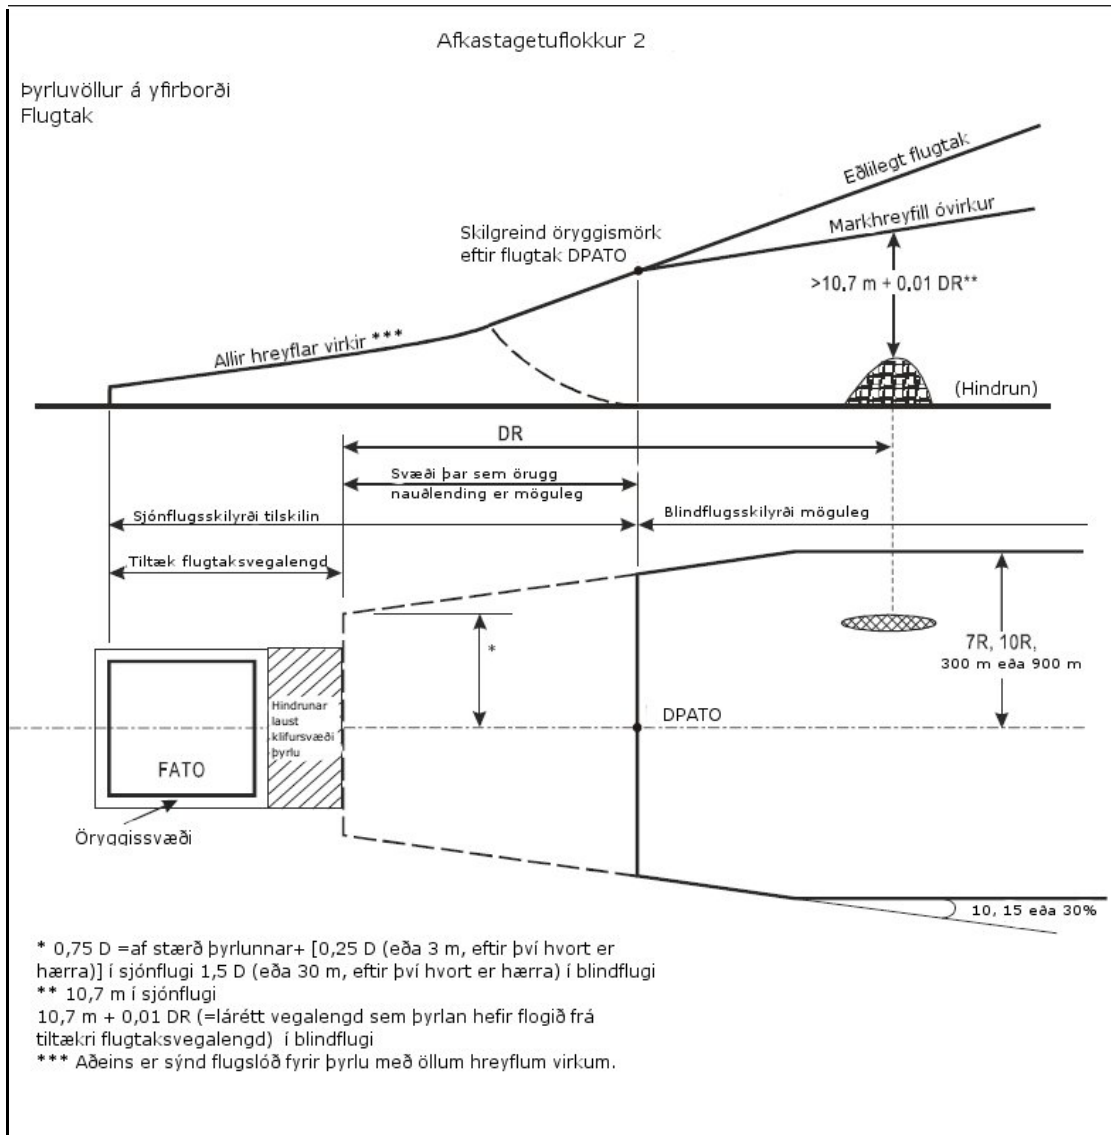 Afkastagetuflokkur 2
Þyrluvöllur á yfirborði
Flugtak
Eðlilegt flugtak
Markhreyfill óvirkur
Skilgreind öryggismörk
eftir flugtak DPATO
>10,7 m + 0,01 DR**
Allir hreyflar virkir ***
(Hindrun)
DR
Svæði þar sem örugg
nauðlending er möguleg
Sjónflugsskilyrði tilskilin
Blindflugsskilyrði möguleg
Tiltæk flugtaksvegalengd
*
7R, 10R,
300 m eða 900 m
Hindrunar
laust
klifursvæði
þyrlu
DPATO
FATO
Öryggissvæði
10, 15 eða 30%
* 0,75 D =af stærð þyrlunnar+ [0,25 D (eða 3 m, eftir því hvort er
hærra)] í sjónflugi 1,5 D (eða 30 m, eftir því hvort er hærra) í blindflugi
** 10,7 m í sjónflugi
10,7 m + 0,01 DR (=lárétt vegalengd sem þyrlan hefir flogið frá
tiltækri flugtaksvegalengd) í blindflugi
*** Aðeins er sýnd flugslóð fyrir þyrlu með öllum hreyflum virkum.